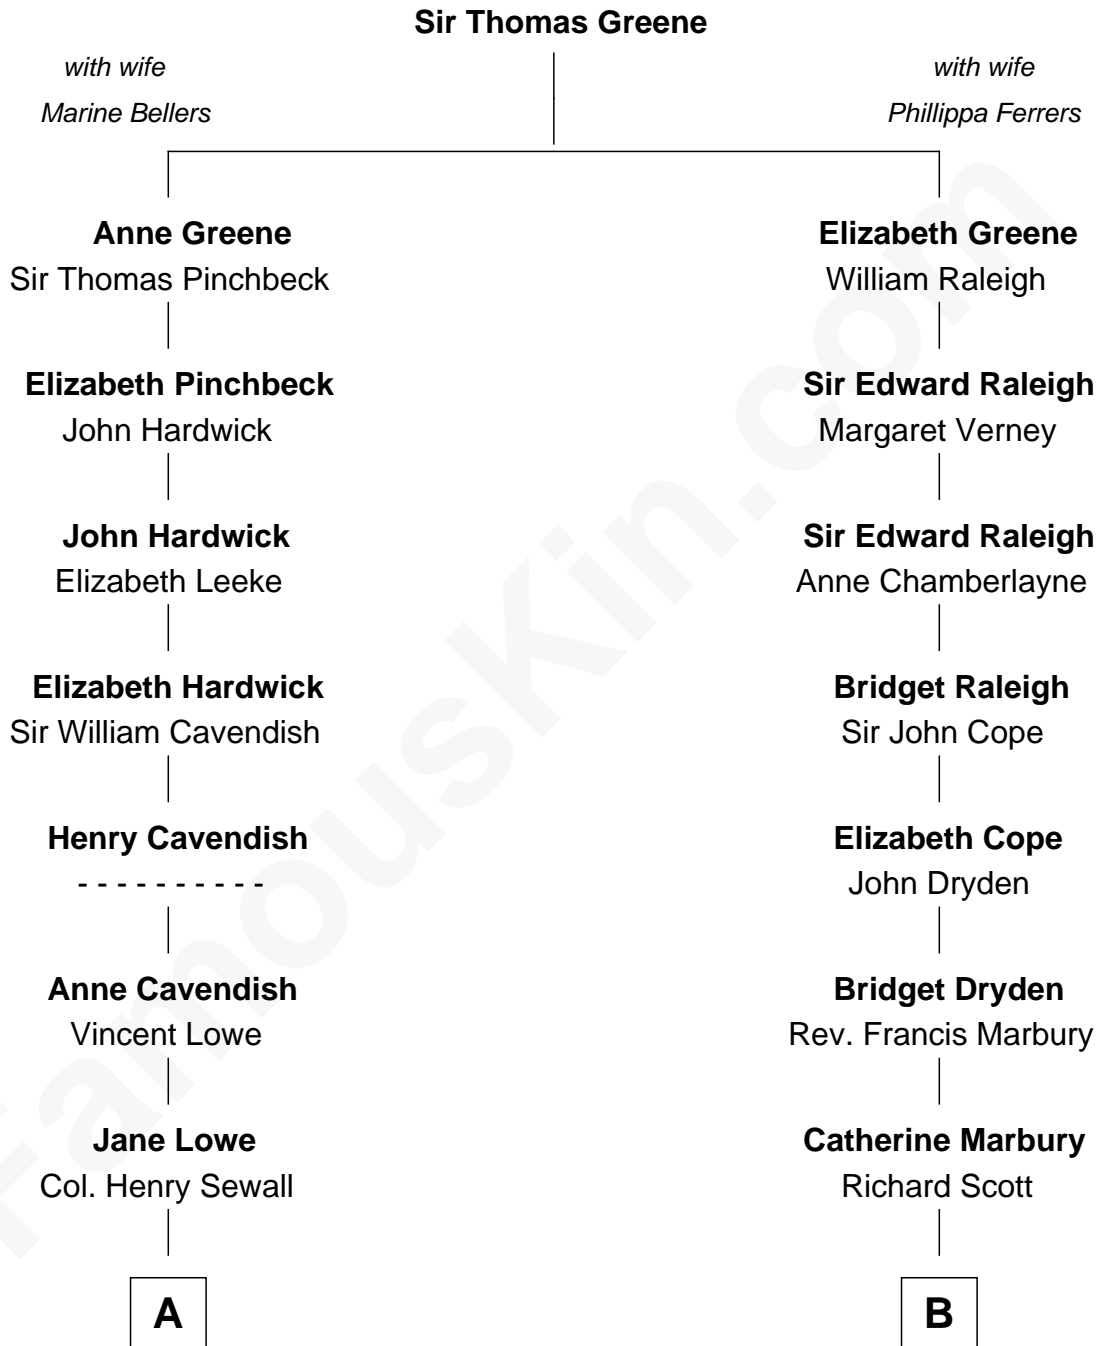 Sir Thomas Greene
with wife
Marine Bellers
with wife
Phillippa Ferrers
Anne Greene
Sir Thomas Pinchbeck
Elizabeth Pinchbeck
John Hardwick
John Hardwick
Elizabeth Leeke
Elizabeth Hardwick
Sir William Cavendish
Henry Cavendish
- - - - - - - - - -
Anne Cavendish
Vincent Lowe
Jane Lowe
Col. Henry Sewall
A
Elizabeth Greene
William Raleigh
Sir Edward Raleigh
Margaret Verney
Sir Edward Raleigh
Anne Chamberlayne
Bridget Raleigh
Sir John Cope
Elizabeth Cope
John Dryden
Bridget Dryden
Rev. Francis Marbury
Catherine Marbury
Richard Scott
B
FamousKin.com